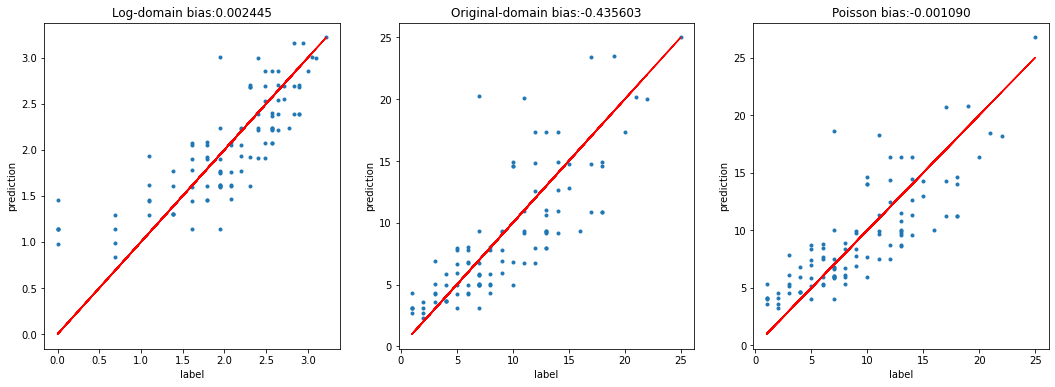 Log-domain bias:0.002445
prediction
3.0
2.5
2.0
1.5
1.0
0.5
0.0
0.0 0.5 1.0 1.5 2.0 2.5 3.0
label
Original-domain bias:-0.435603
prediction
25
20
15
10
5
0
0 5 10 15 20 25
label
Poisson bias:-0.001090
prediction
25
20
15
10
5
0
0 5 10 15 20 25
label